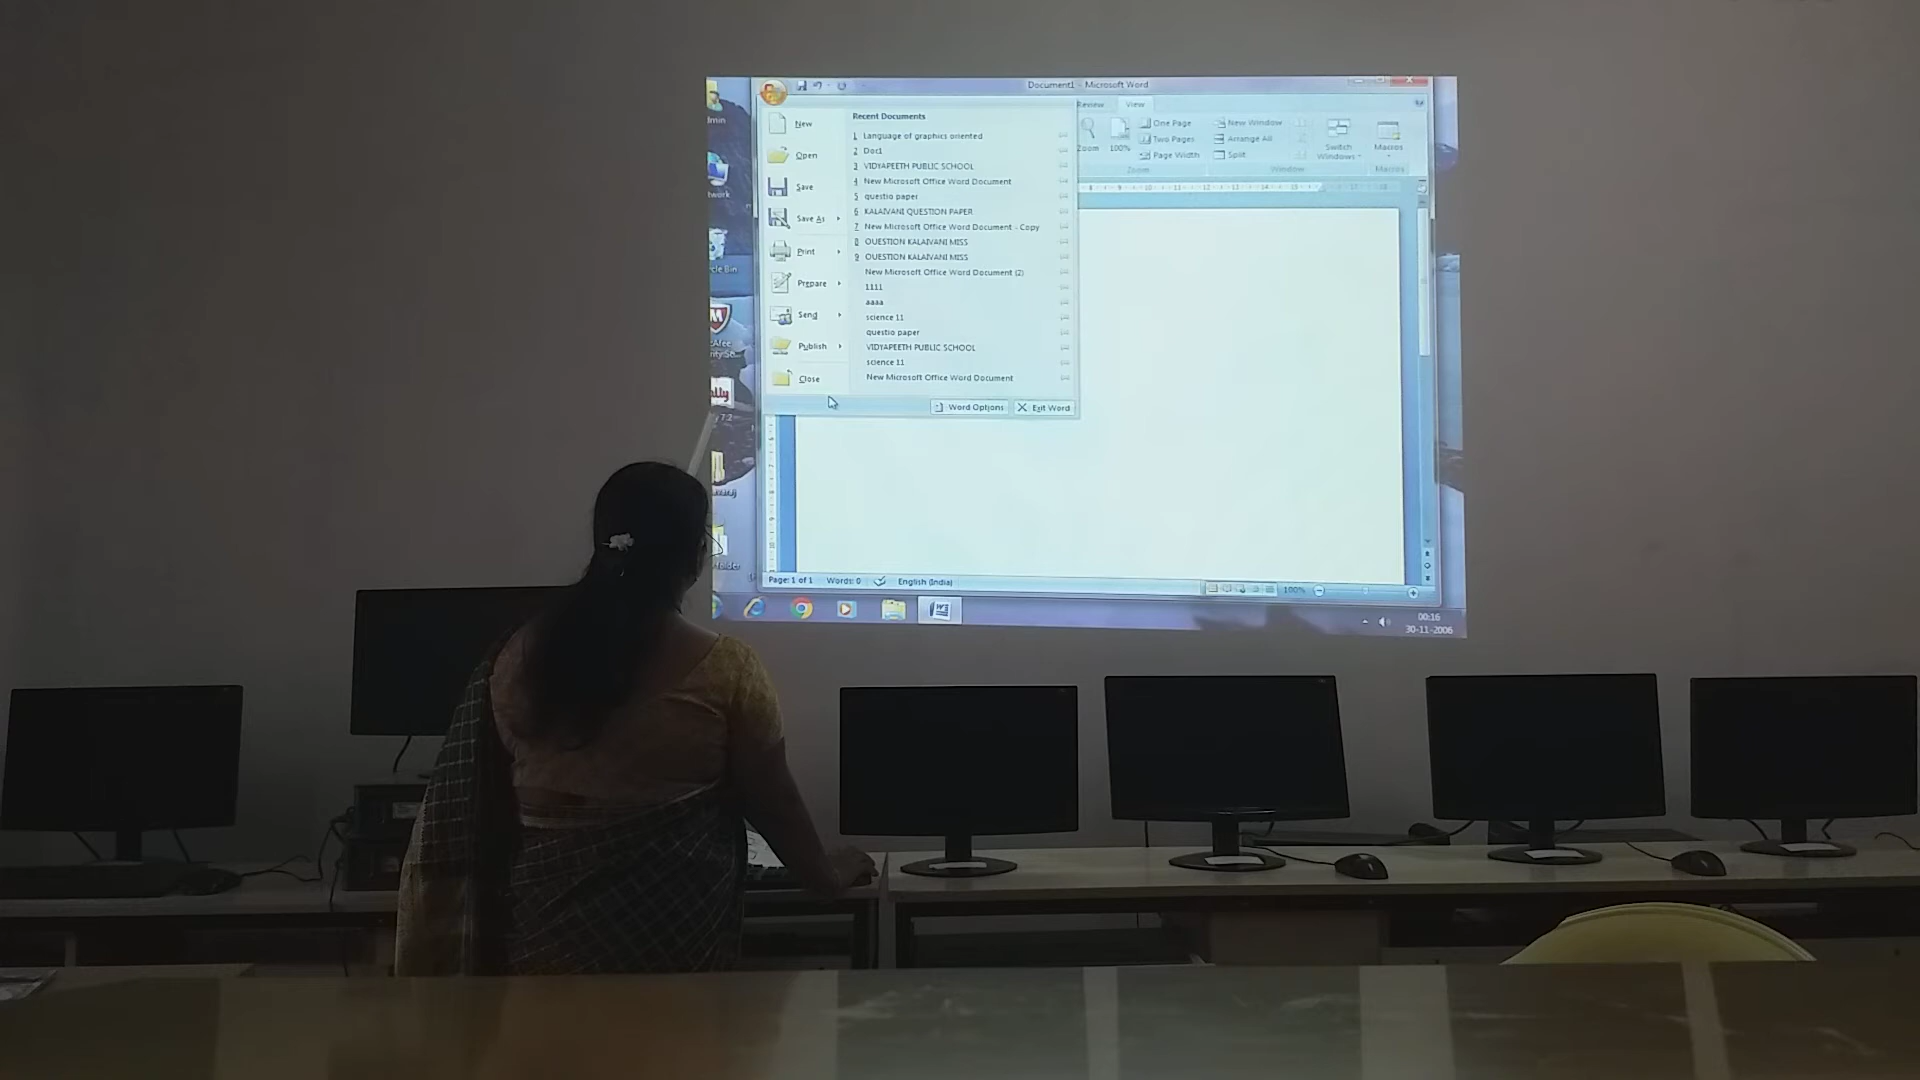 Document1 - Microsoft Word
Review View
New
Open
Save
Save As
Print
Prepare
Send
Publish
Close
Recent Documents
1 Language of graphics oriented
2 Doc1
3 VIDYAPEETH PUBLIC SCHOOL
4 New Microsoft Office Word Document
5 questio paper
6 KALAIVANI QUESTION PAPER
7 New Microsoft Office Word Document - Copy
8 QUESTION KALAIVANI MISS
9 QUESTION KALAIVANI MISS
New Microsoft Office Word Document (2)
1111
aaaa
science 11
questio paper
VIDYAPEETH PUBLIC SCHOOL
science 11
New Microsoft Office Word Document
Word Options Exit Word
Zoom
100%
One Page
Two Pages
Page Width
Zoom
New Window
Arrange All
Split
Switch
Windows
Window
Macros
Macros
Page: 1 of 1 Words: 0 English (India)
100%
00:16
30-11-2006